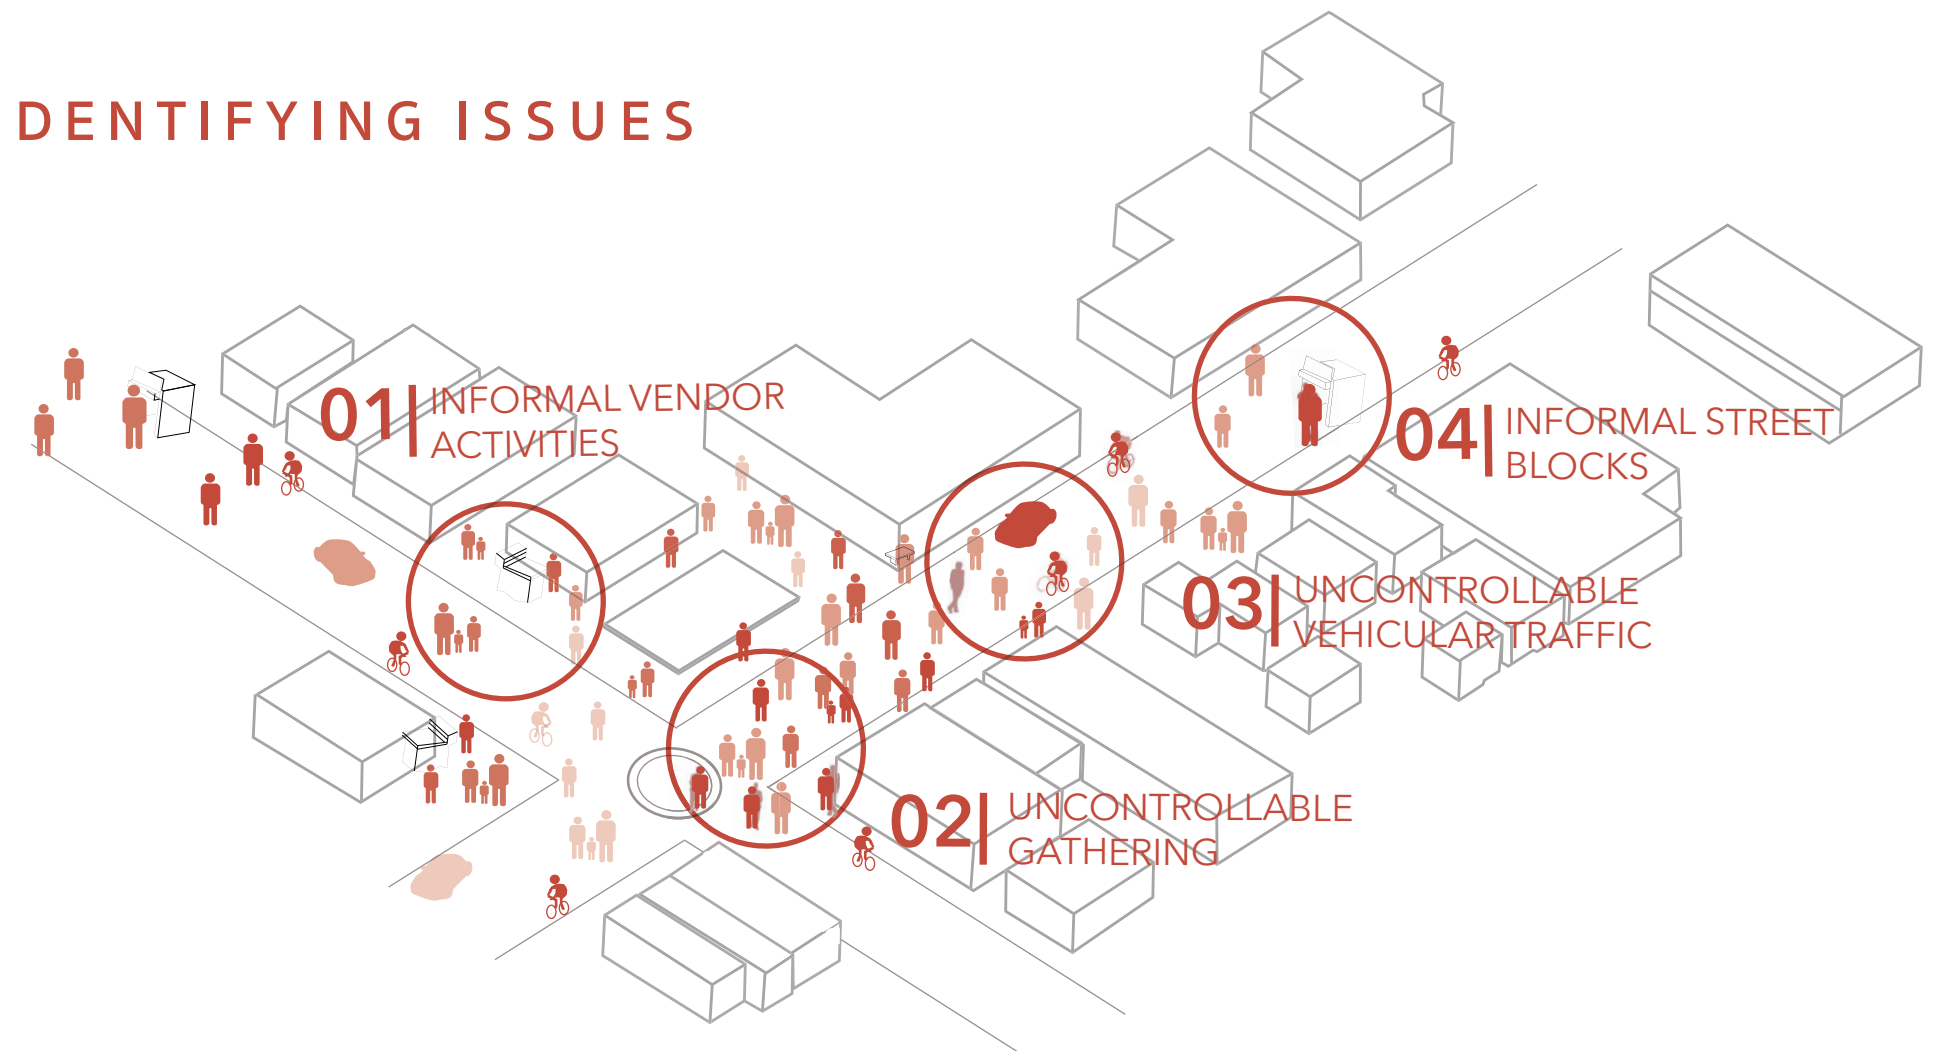 DENTIFYING ISSUES
01| INFORMAL VENDOR
ACTIVITIES
04| INFORMAL STREET
BLOCKS
03| UNCONTROLLABLE
VEHICULAR TRAFFIC
02| UNCONTROLLABLE
GATHERING